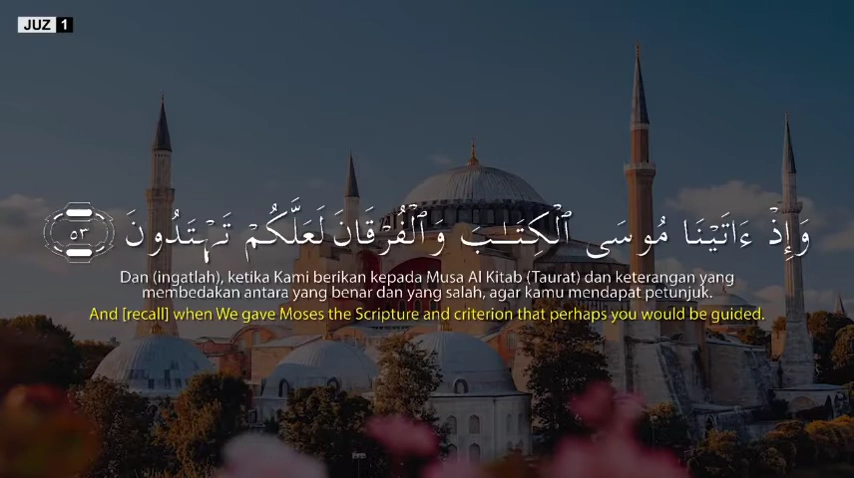 JUZ 1
وَإِذْ ءَاتَيْنَا مُوسَى ٱلْكِتَـٰبَ وَٱلْفُرْقَانَ لَعَلَّكُمْ تَهْتَدُونَ ٥٣
Dan (ingatlah), ketika Kami berikan kepada Musa Al Kitab (Taurat) dan keterangan yang
membedakan antara yang benar dan yang salah, agar kamu mendapat petunjuk.
And [recall] when We gave Moses the Scripture and criterion that perhaps you would be guided.